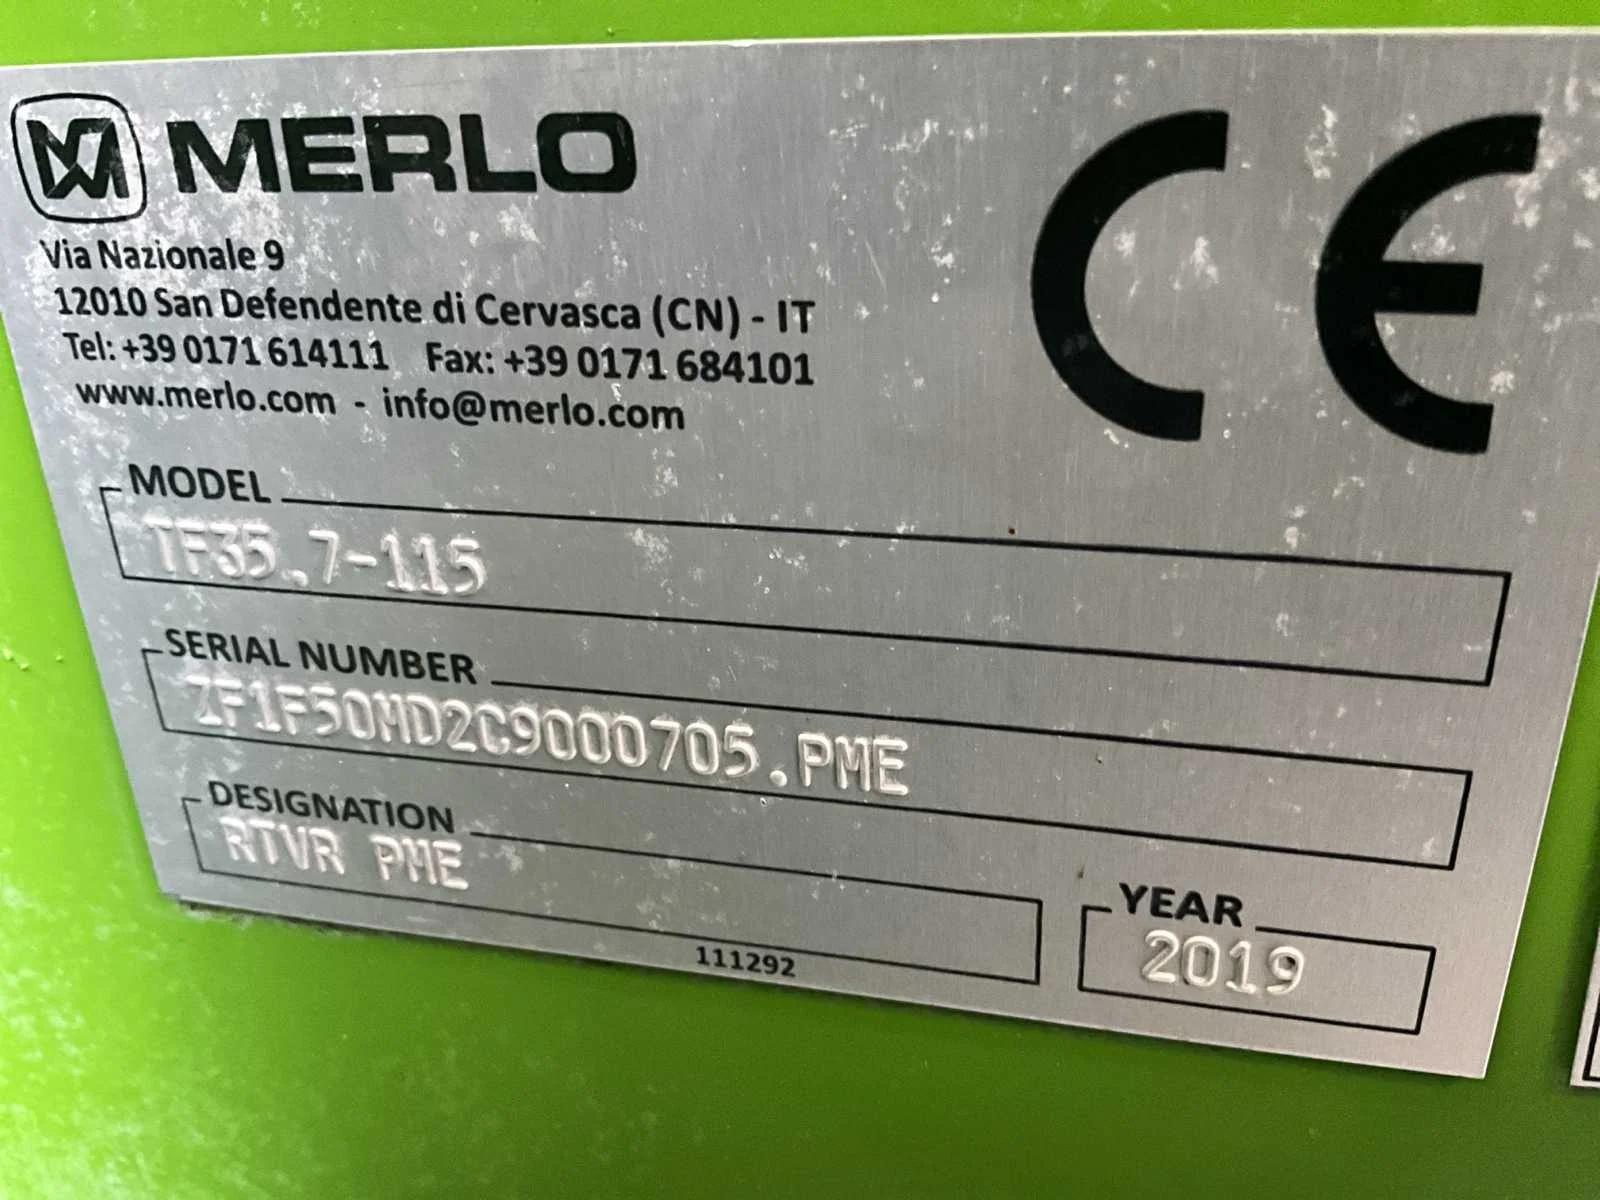 MERLO
CE
Via Nazionale 9
12010 San Defendente di Cervasca (CN) - IT
Tel: +39 0171 614111 Fax: +39 0171 684101
www.merlo.com - info@merlo.com
MODEL
TF35.7-115
SERIAL NUMBER
ZF1F50MD2C9000705.PME
DESIGNATION
RTVR PME
YEAR
2019
111292